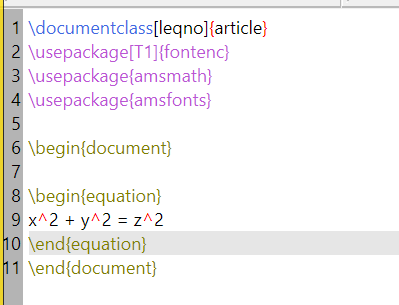 1 \documentclass[leqno]{article}
2 \usepackage[T1]{fontenc}
3 \usepackage{amsmath}
4 \usepackage{amsfonts}
5
6 \begin{document}
7
8 \begin{equation}
9 x^2 + y^2 = z^2
10 \end{equation}
11 \end{document}